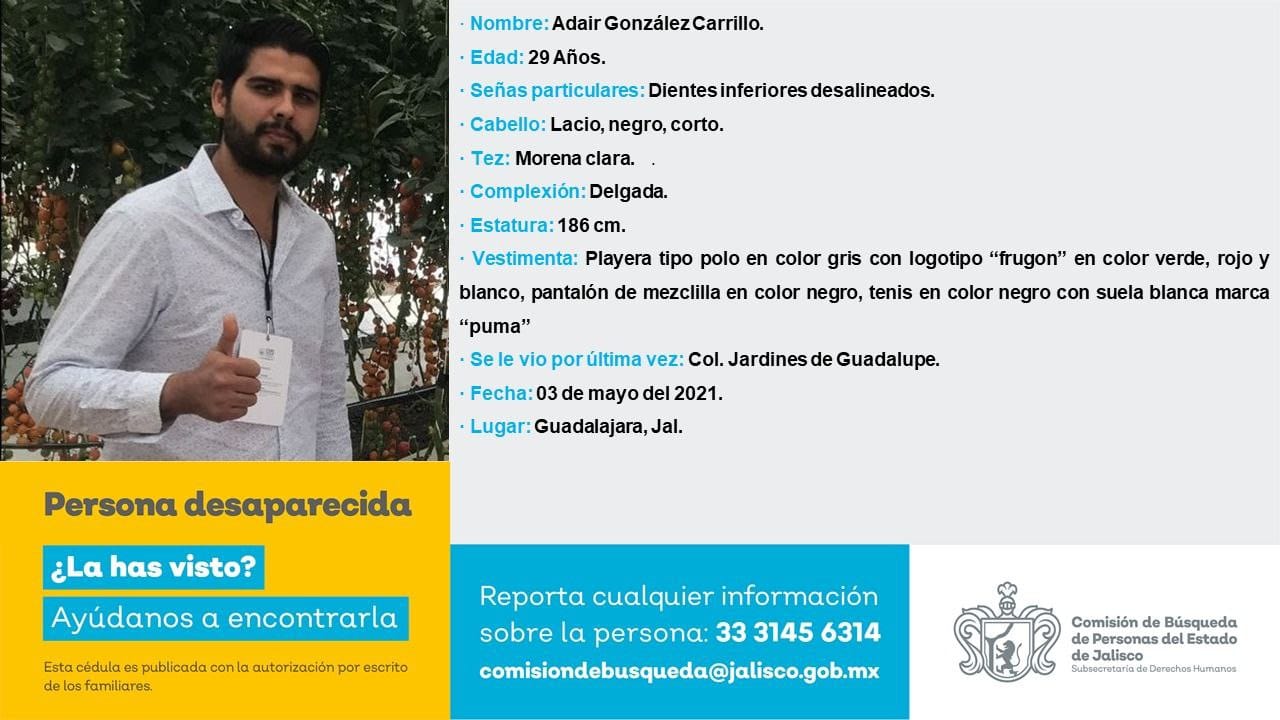 · Nombre: Adair González Carrillo.
· Edad: 29 Años.
· Señas particulares: Dientes inferiores desalineados.
· Cabello: Lacio, negro, corto.
· Tez: Morena clara. .
· Complexión: Delgada.
· Estatura: 186 cm.
· Vestimenta: Playera tipo polo en color gris con logotipo “frugon” en color verde, rojo y
blanco, pantalón de mezclilla en color negro, tenis en color negro con suela blanca marca
“puma”
· Se le vio por última vez: Col. Jardines de Guadalupe.
· Fecha: 03 de mayo del 2021.
· Lugar: Guadalajara, Jal.
Persona desaparecida
¿La has visto?
Ayúdanos a encontrarla
Esta cédula es publicada con la autorización por escrito
de los familiares.
Reporta cualquier información
sobre la persona: 33 3145 6314
comisiondebusqueda@jalisco.gob.mx
Comisión de Búsqueda
de Personas del Estado
de Jalisco
Subsecretaría de Derechos Humanos